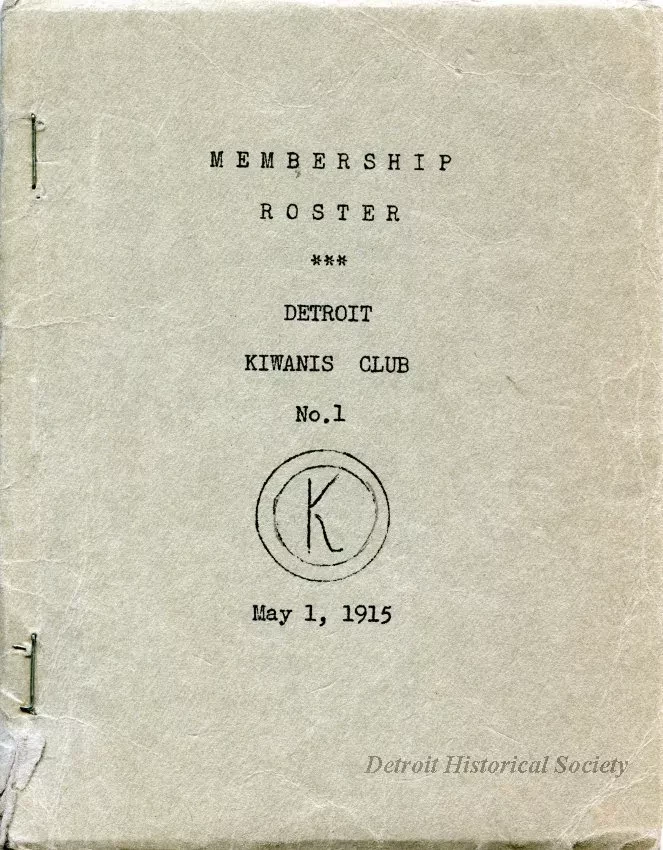 MEMBERSHIP
ROSTER
***
DETROIT
KIWANIS CLUB
No.1
K
May 1, 1915
Detroit Historical Society